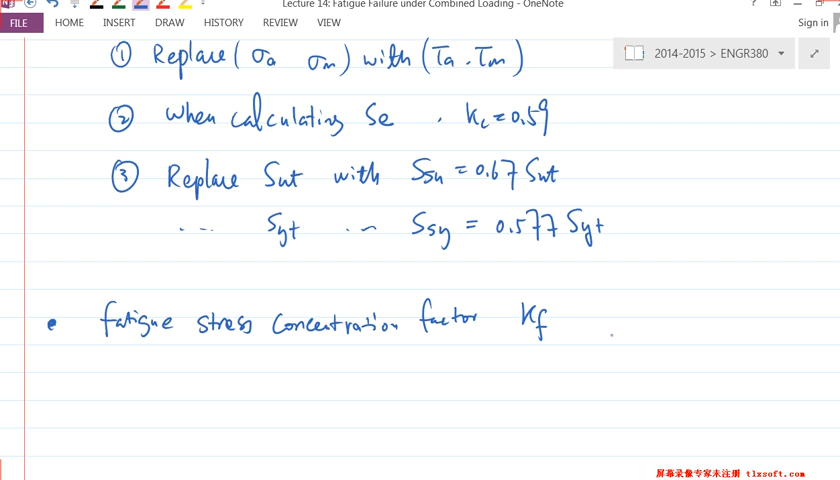 Lecture 14: Fatigue Failure under Combined Loading - OneNote
FILE HOME INSERT DRAW HISTORY REVIEW VIEW Sign in
2014-2015 > ENGR380
① Replace (σa σm) with (τa. τm)
② When calculating Se. Kc = 0.59
③ Replace Sut with Ssu = 0.67 Sut
... Syt ... Ssy = 0.577 Syt
• fatigue stress concentration factor Kf
屏幕录像专家未注册 tlxsoft.com